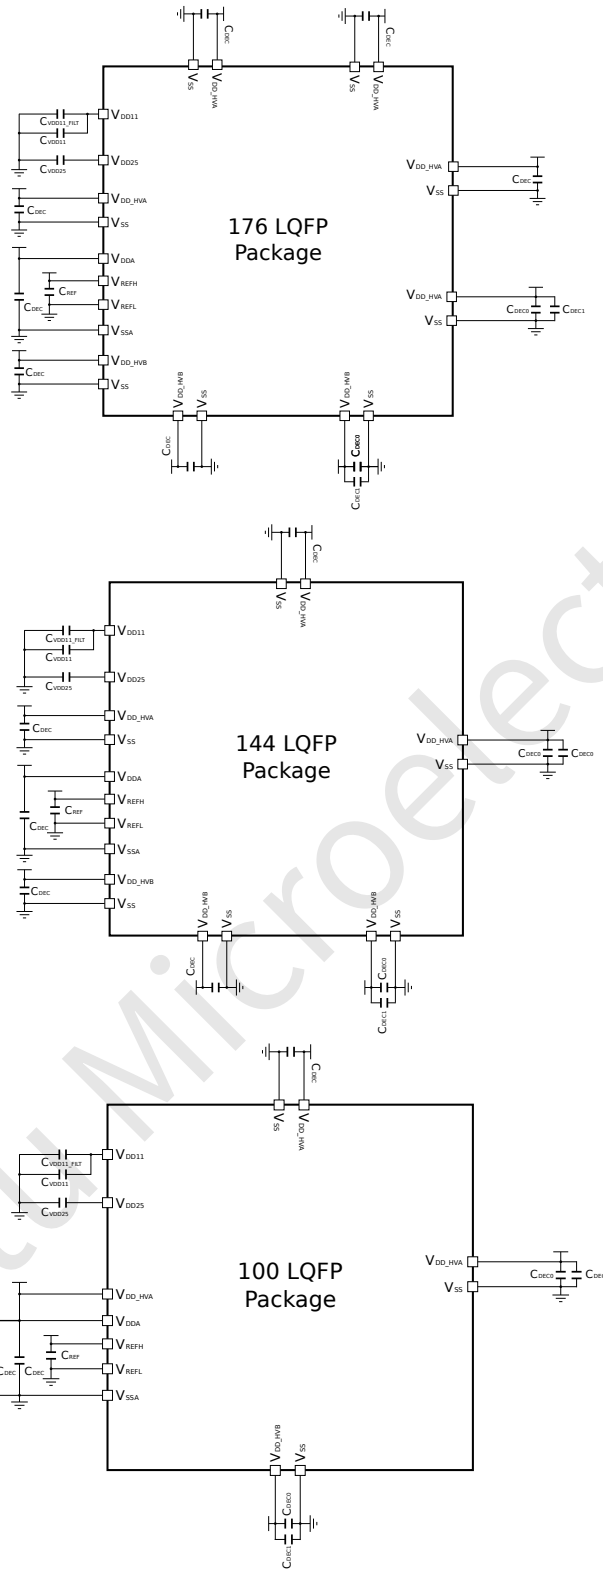 CDEC
CDEC
VSS
VDD_HVA
VSS
VDD_HVA
CVDD11_FILT
CVDD11
CVDD25
CDEC
CREF
CDEC
CDEC
VDD11
VDD25
VDD_HVA
VSS
VDDA
VREFH
VREFL
VSSA
VDD_HVB
VSS
176 LQFP
Package
VDD_HVA
VSS
CDEC
VDD_HVA
VSS
CDEC0
CDEC1
VDD_HVB
VSS
CDEC
VDD_HVB
VSS
CDEC0
CDEC1
CDEC
VSS
VDD_HVA
CVDD11_FILT
CVDD11
CVDD25
CDEC
CREF
CDEC
CDEC
VDD11
VDD25
VDD_HVA
VSS
VDDA
VREFH
VREFL
VSSA
VDD_HVB
VSS
144 LQFP
Package
VDD_HVA
VSS
CDEC0
CDEC0
VDD_HVB
VSS
CDEC
VDD_HVB
VSS
CDEC0
CDEC1
CDEC
VSS
VDD_HVA
CVDD11_FILT
CVDD11
CVDD25
CREF
CDEC
VDD11
VDD25
VDD_HVA
VDDA
VREFH
VREFL
VSSA
100 LQFP
Package
VDD_HVA
VSS
CDEC0
VDD_HVB
VSS
CDEC0
CDEC1